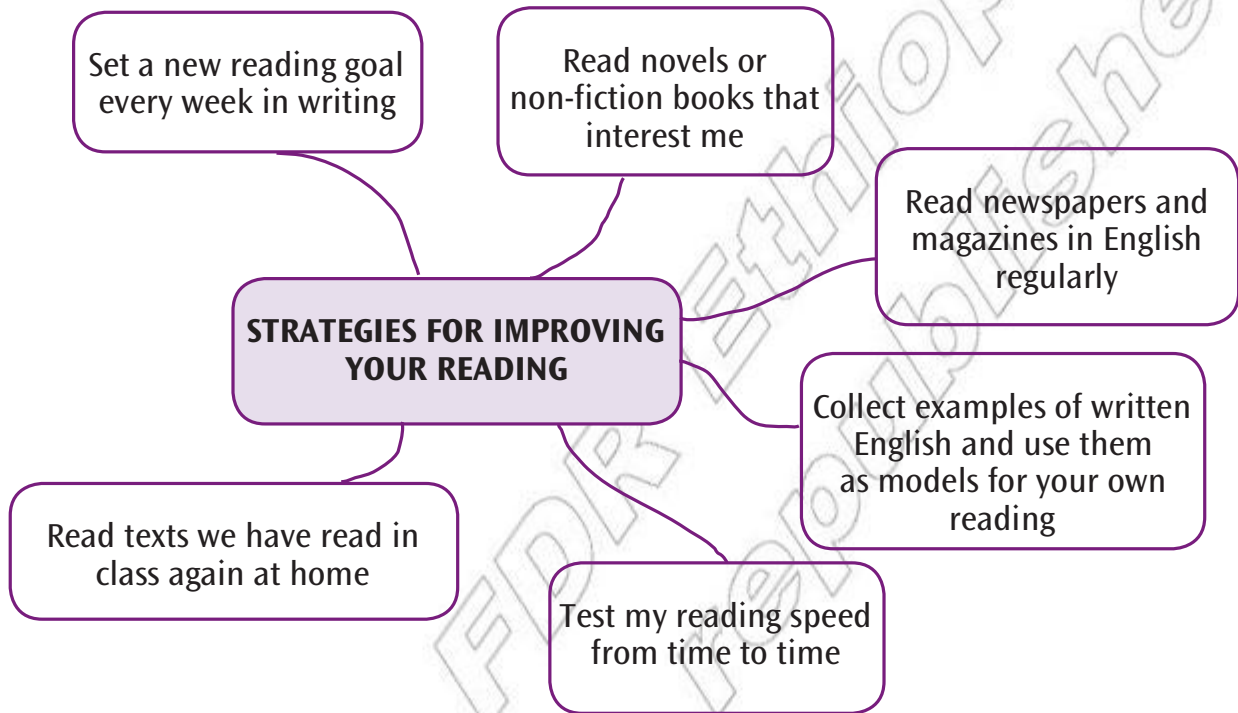 Set a new reading goal
every week in writing
Read novels or
non-fiction books that
interest me
Read newspapers and
magazines in English
regularly
STRATEGIES FOR IMPROVING
YOUR READING
Collect examples of written
English and use them
as models for your own
reading
Read texts we have read in
class again at home
Test my reading speed
from time to time
FDR Ethiop
republishe